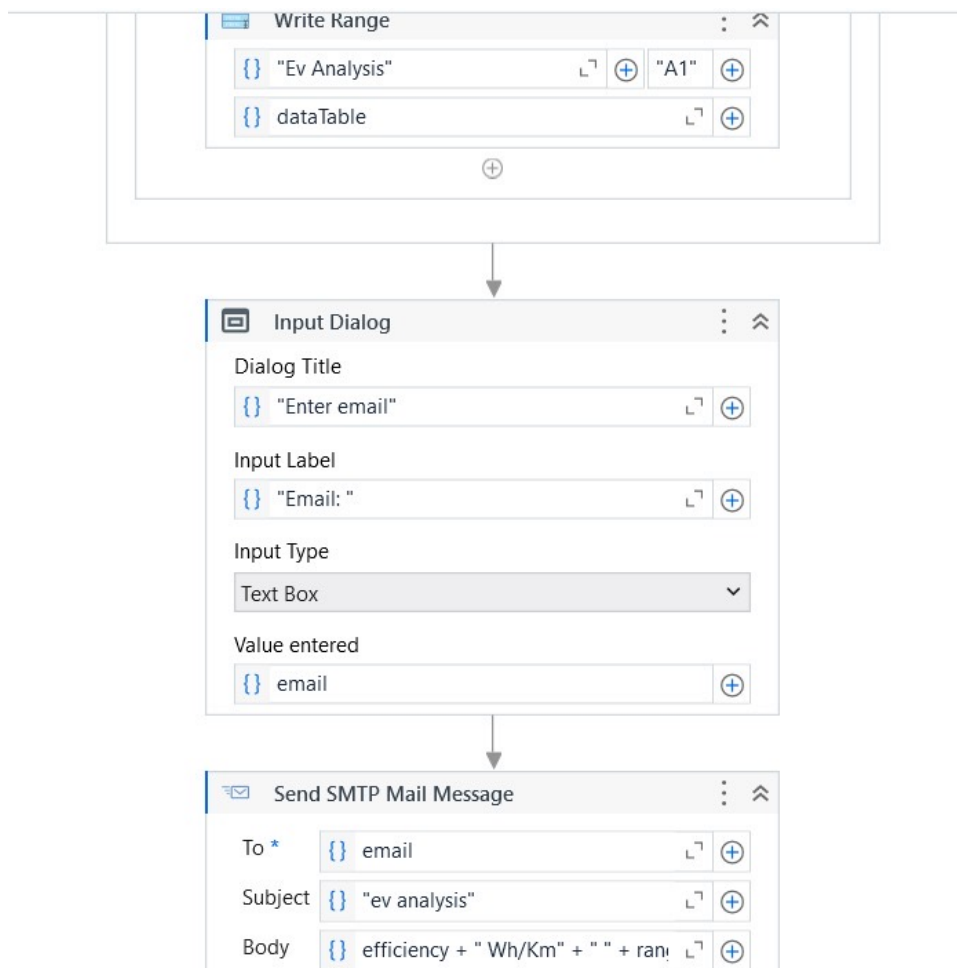 Write Range
{} "Ev Analysis" "A1"
{} dataTable
Input Dialog
Dialog Title
{} "Enter email"
Input Label
{} "Email: "
Input Type
Text Box
Value entered
{} email
Send SMTP Mail Message
To * {} email
Subject {} "ev analysis"
Body {} efficiency + " Wh/Km" + " " +